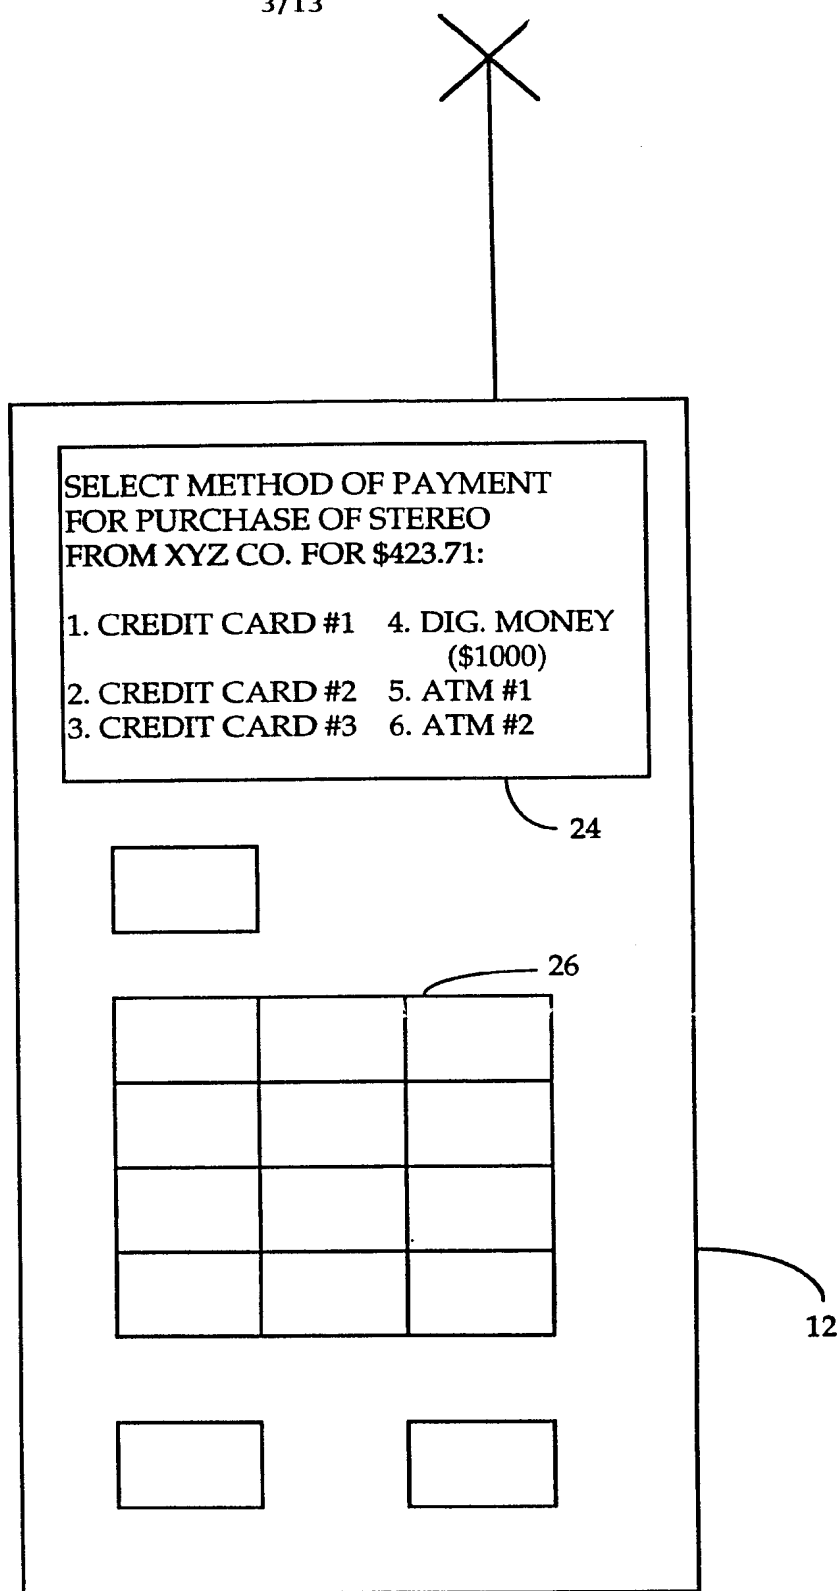 3/13
SELECT METHOD OF PAYMENT
FOR PURCHASE OF STEREO
FROM XYZ CO. FOR $423.71:
1. CREDIT CARD #1 4. DIG. MONEY
($1000)
2. CREDIT CARD #2 5. ATM #1
3. CREDIT CARD #3 6. ATM #2
24
26
12